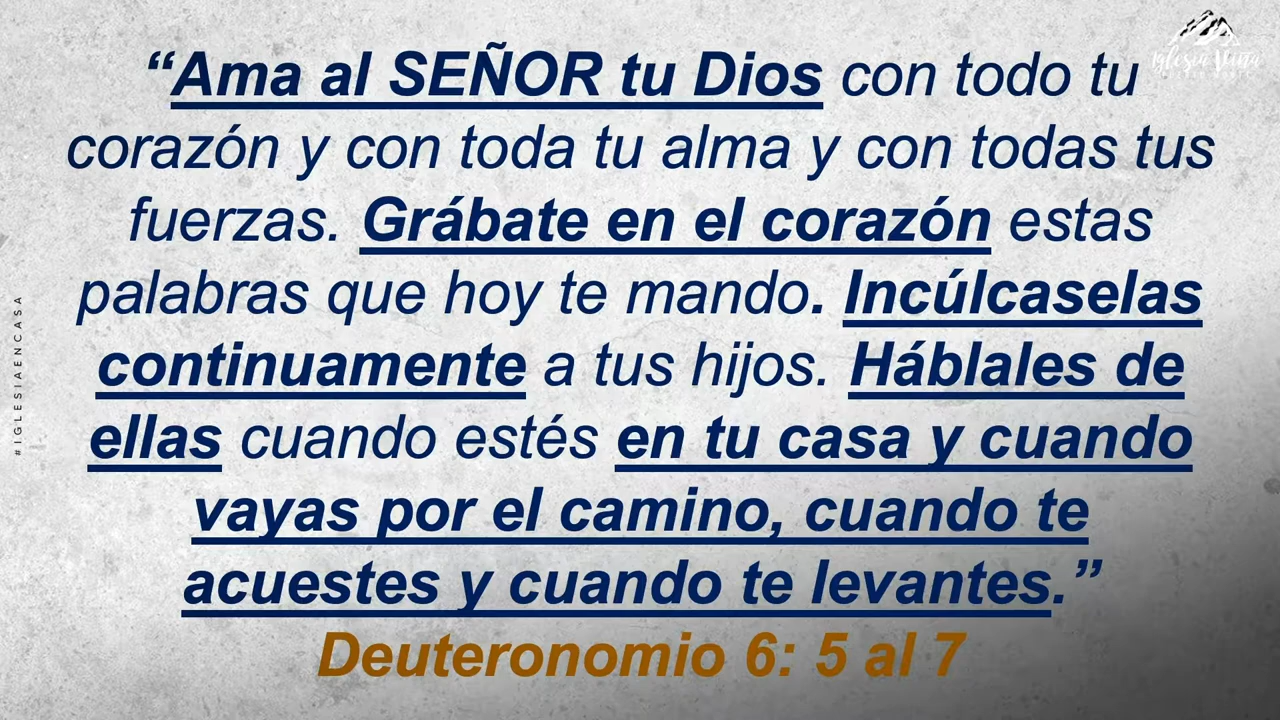 “Ama al SEÑOR tu Dios con todo tu
corazón y con toda tu alma y con todas tus
fuerzas. Grábate en el corazón estas
palabras que hoy te mando. Incúlcaselas
continuamente a tus hijos. Háblales de
ellas cuando estés en tu casa y cuando
vayas por el camino, cuando te
acuestes y cuando te levantes.”
Deuteronomio 6: 5 al 7
#IGLESIAENCASA
Iglesia